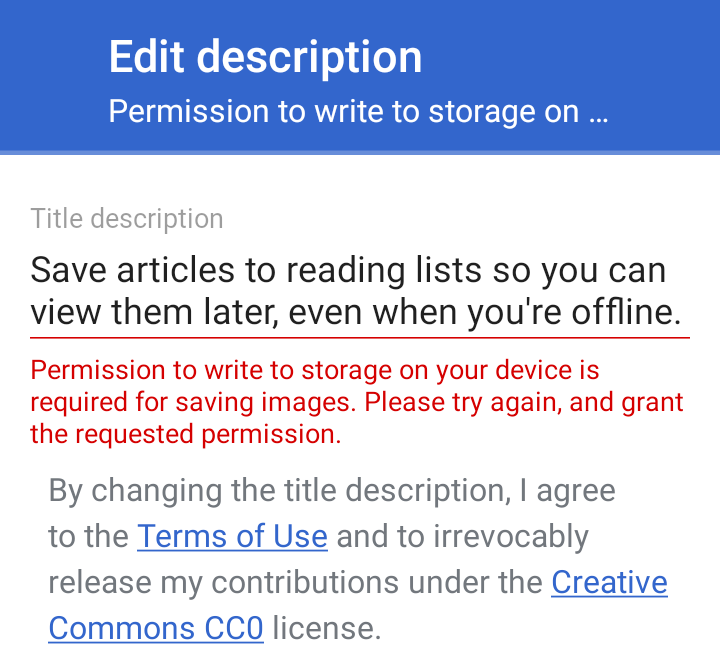 Edit description
Permission to write to storage on ...
Title description
Save articles to reading lists so you can
view them later, even when you're offline.
Permission to write to storage on your device is
required for saving images. Please try again, and grant
the requested permission.
By changing the title description, I agree
to the Terms of Use and to irrevocably
release my contributions under the Creative
Commons CC0 license.